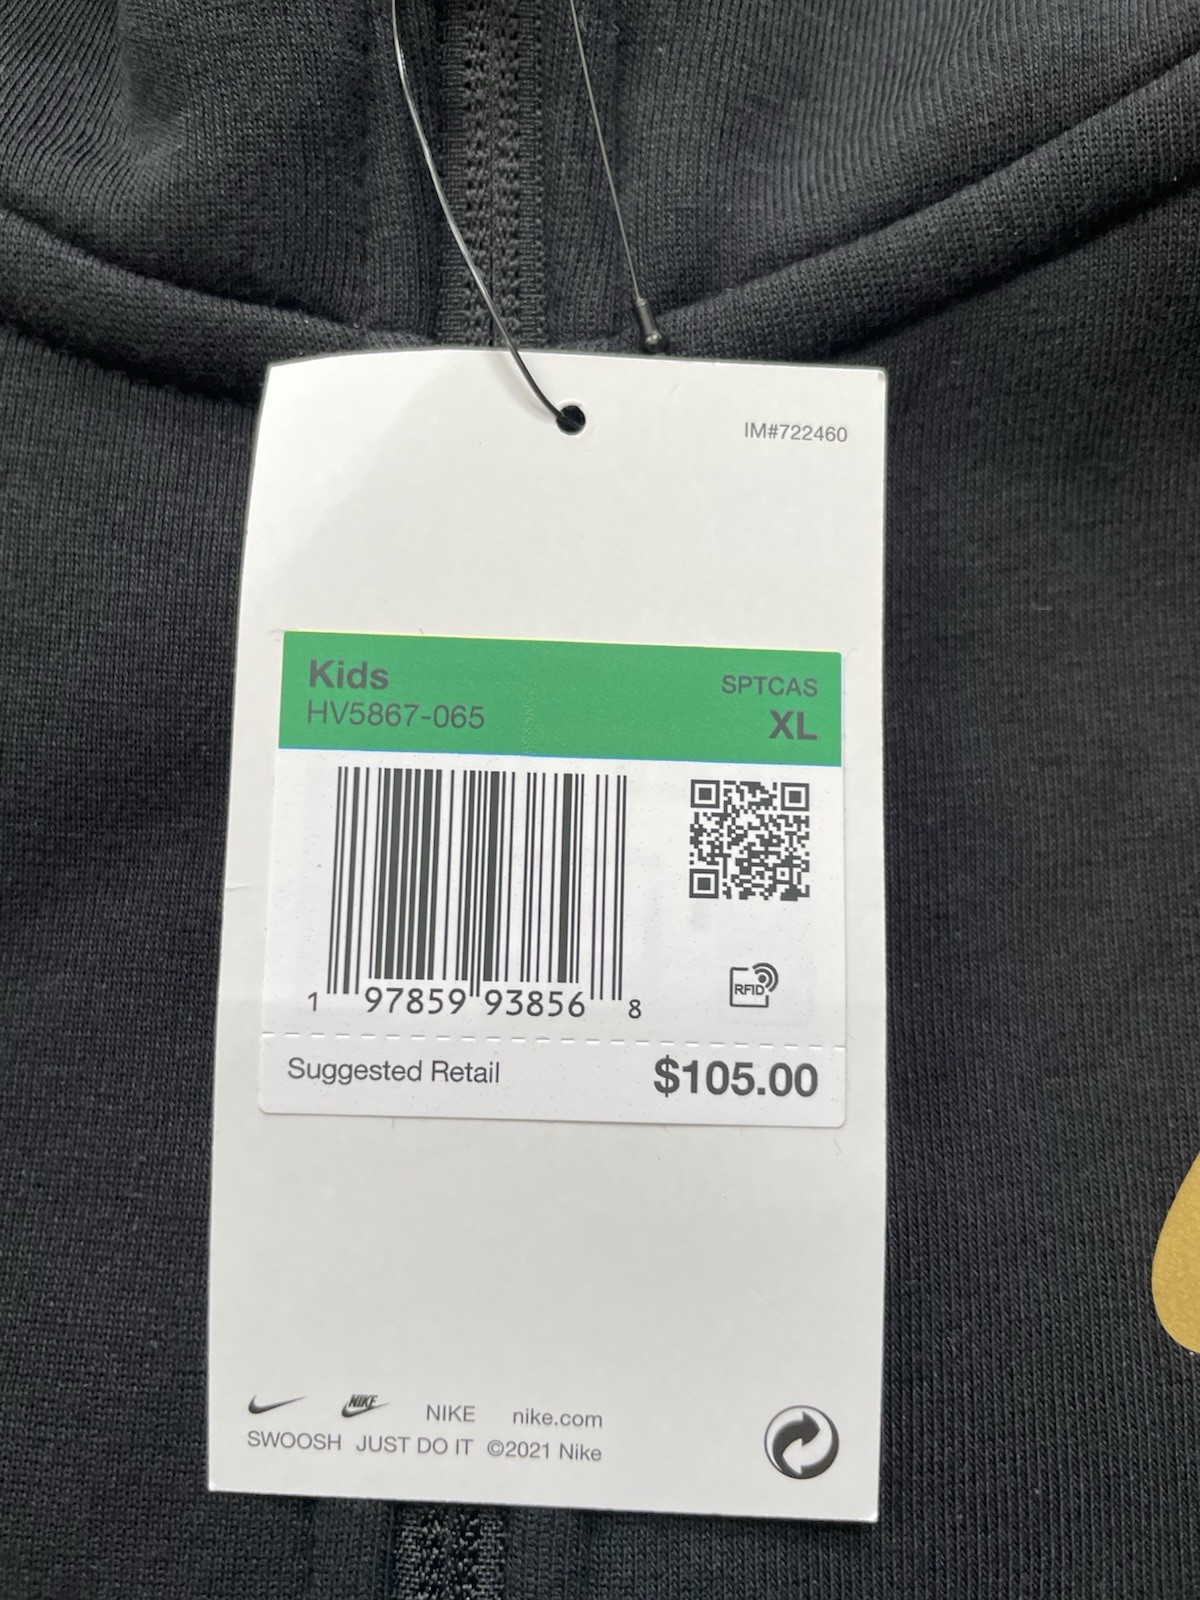 IM#722460
Kids
SPTCAS
HV5867-065
XL
1 97859 93856 8
RFID
Suggested Retail $105.00
NIKE NIKE nike.com
SWOOSH JUST DO IT ©2021 Nike